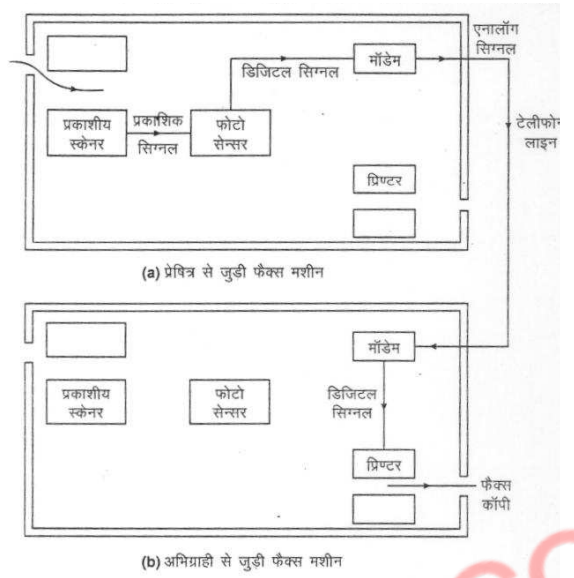 एनालॉग
सिग्नल
मॉडेम
डिजिटल सिग्नल
टेलीफोन
लाइन
प्रकाशीय
स्केनर
प्रकाशिक
सिग्नल
फोटो
सेन्सर
प्रिण्टर
(a) प्रेषित्र से जुडी फैक्स मशीन
मॉडेम
प्रकाशीय
स्केनर
फोटो
सेन्सर
डिजिटल
सिग्नल
प्रिण्टर
फैक्स
कॉपी
(b) अभिग्राही से जुडी फैक्स मशीन